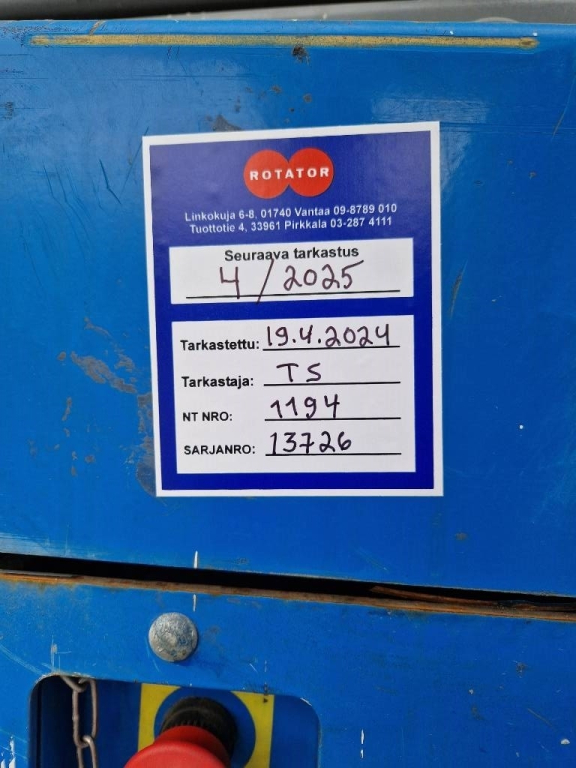 ROTATOR
Linkokuja 6-8, 01740 Vantaa 09-8789 010
Tuottotie 4, 33961 Pirkkala 03-287 4111
Seuraava tarkastus
4/2025
Tarkastettu: 19.4.2024
Tarkastaja: TS
NT NRO: 1194
SARJANRO: 13726